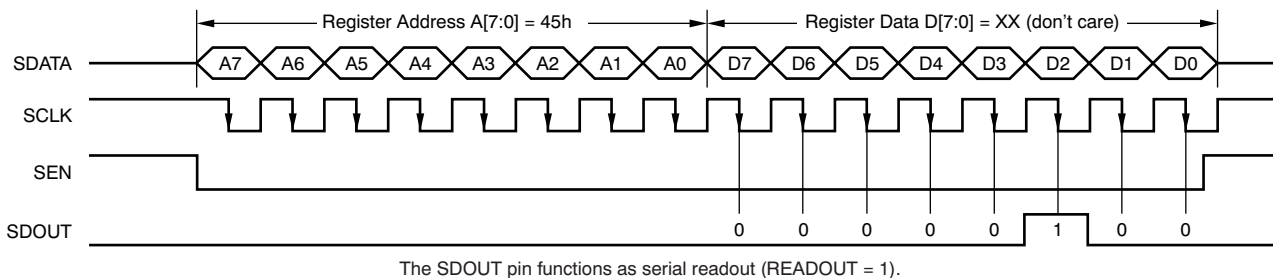 Register Address A[7:0] = 45h Register Data D[7:0] = XX (don't care)
SDATA A7 A6 A5 A4 A3 A2 A1 A0 D7 D6 D5 D4 D3 D2 D1 D0
SCLK
SEN
SDOUT 0 0 0 0 0 1 0 0
The SDOUT pin functions as serial readout (READOUT = 1).